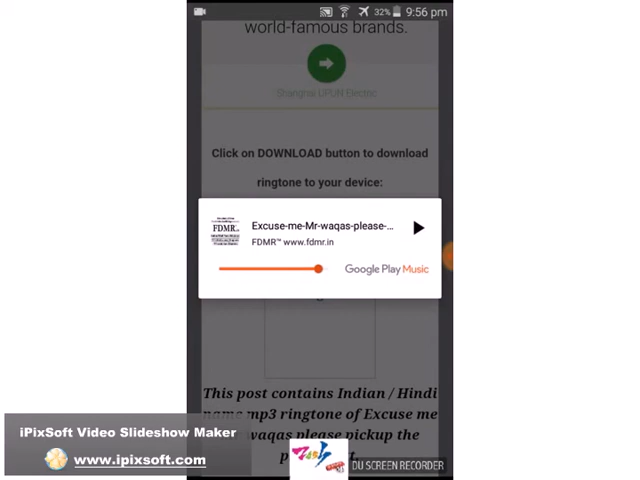 32% 9:56 pm
world-famous brands.
Shanghai UPUN Electric
Click on DOWNLOAD button to download
ringtone to your device:
FDMR™
Excuse-me-Mr-waqas-please-...
FDMR™ www.fdmr.in
Google Play Music
This post contains Indian / Hindi
name mp3 ringtone of Excuse me
waqas please pickup the
iPixSoft Video Slideshow Maker
www.ipixsoft.com
DU SCREEN RECORDER